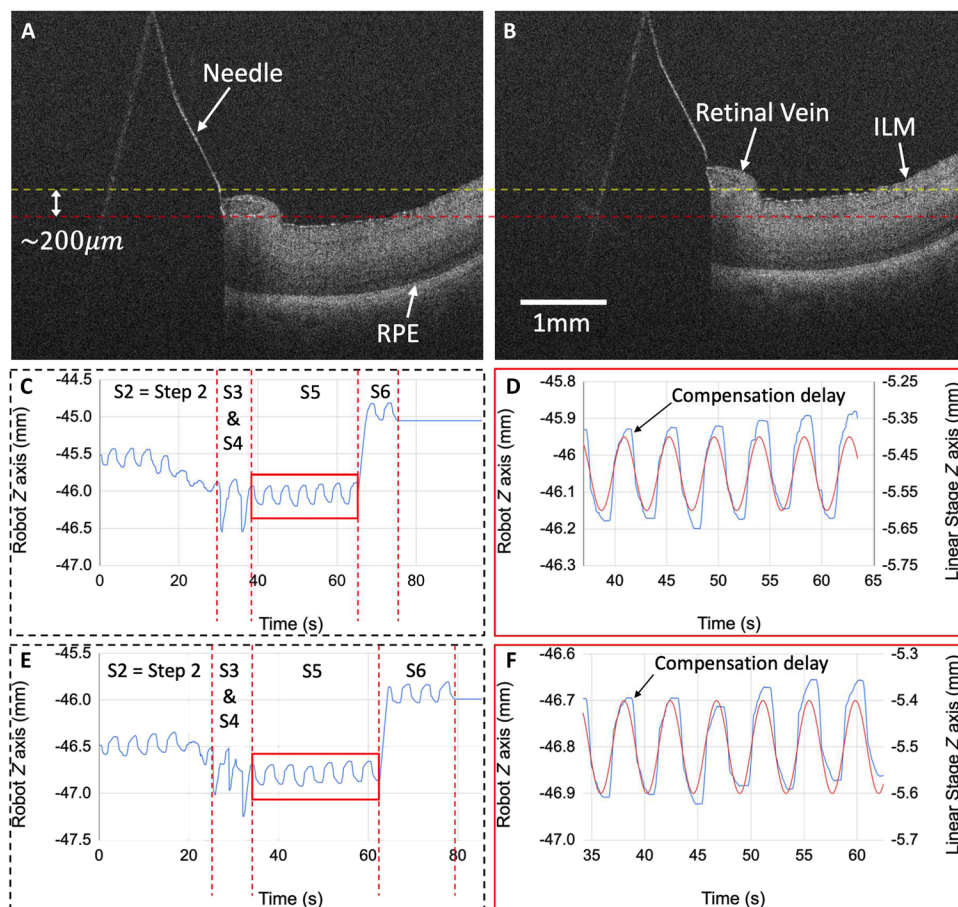 A
Needle
~200μm
RPE
B
Retinal Vein
ILM
1mm
C
S2 = Step 2
S3
&
S4
S5
S6
Robot Z axis (mm)
-44.5
-45.0
-45.5
-46.0
-46.5
-47.0
0 20 40 60 80
Time (s)
D
Compensation delay
Robot Z axis (mm)
-45.8
-45.9
-46
-46.1
-46.2
-46.3
-5.25
-5.35
-5.45
-5.55
-5.65
-5.75
Linear Stage Z axis (mm)
40 45 50 55 60 65
Time (s)
E
S2 = Step 2
S3
&
S4
S5
S6
Robot Z axis (mm)
-45.5
-46.0
-46.5
-47.0
-47.5
0 20 40 60 80
Time (s)
F
Compensation delay
Robot Z axis (mm)
-46.6
-46.7
-46.8
-46.9
-47.0
-5.3
-5.4
-5.5
-5.6
-5.7
Linear Stage Z axis (mm)
35 40 45 50 55 60
Time (s)